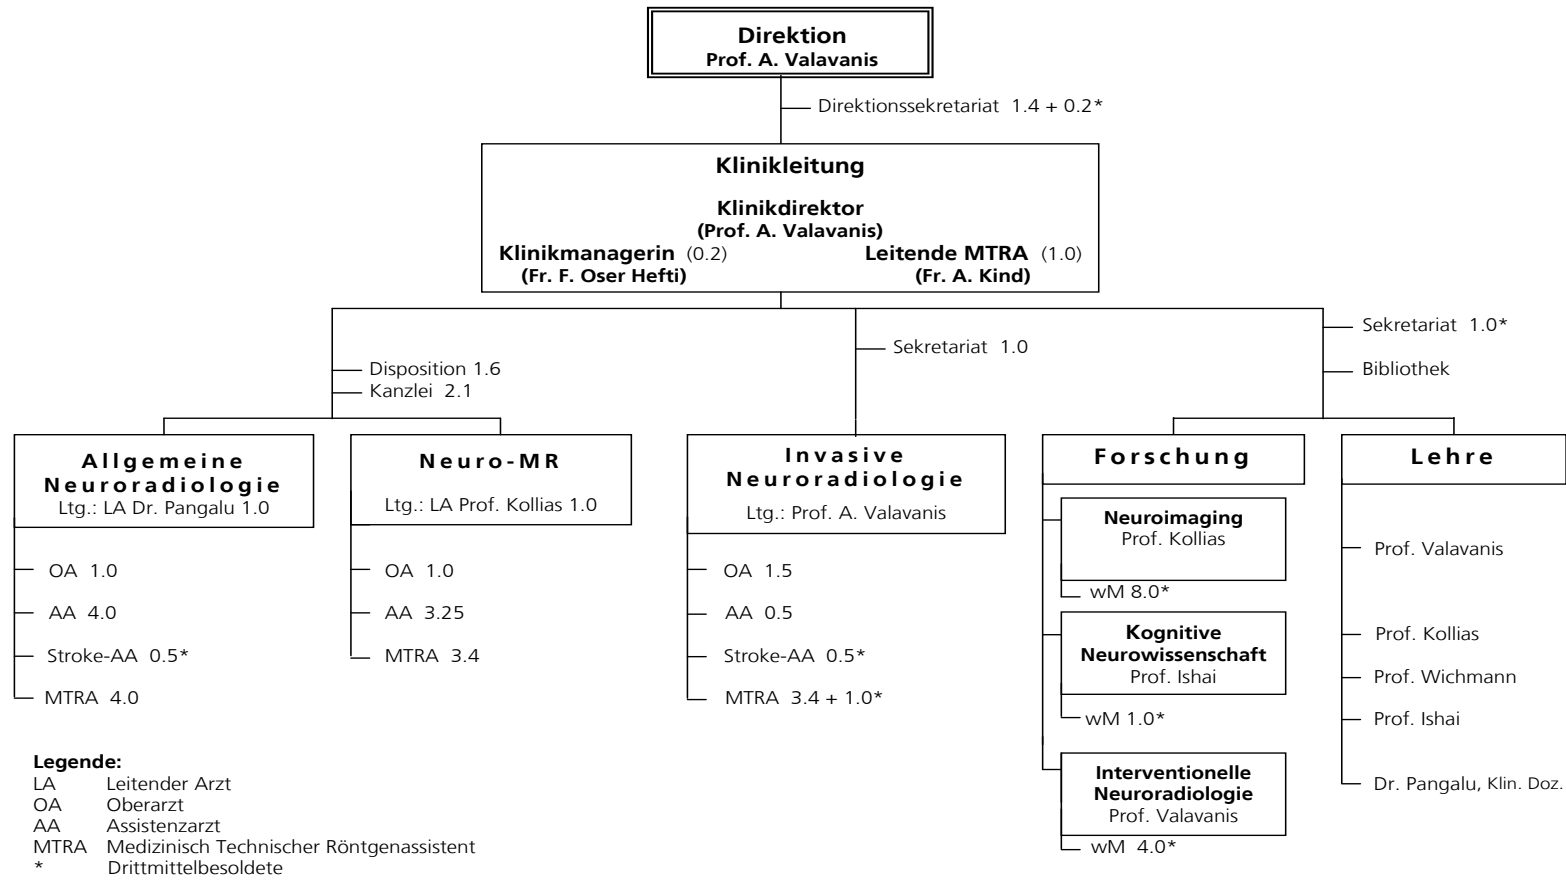 Direktion
Prof. A. Valavanis
Direktionssekretariat 1.4 + 0.2*
Klinikleitung
Klinikdirektor
(Prof. A. Valavanis)
Klinikmanagerin (0.2)
(Fr. F. Oser Hefti)
Leitende MTRA (1.0)
(Fr. A. Kind)
Disposition 1.6
Kanzlei 2.1
Sekretariat 1.0
Sekretariat 1.0*
Bibliothek
Allgemeine
Neuroradiologie
Ltg.: LA Dr. Pangalu 1.0
OA 1.0
AA 4.0
Stroke-AA 0.5*
MTRA 4.0
Neuro-MR
Ltg.: LA Prof. Kollias 1.0
OA 1.0
AA 3.25
MTRA 3.4
Invasive
Neuroradiologie
Ltg.: Prof. A. Valavanis
OA 1.5
AA 0.5
Stroke-AA 0.5*
MTRA 3.4 + 1.0*
Forschung
Neuroimaging
Prof. Kollias
wM 8.0*
Kognitive
Neurowissenschaft
Prof. Ishai
wM 1.0*
Interventionelle
Neuroradiologie
Prof. Valavanis
wM 4.0*
Lehre
Prof. Valavanis
Prof. Kollias
Prof. Wichmann
Prof. Ishai
Dr. Pangalu, Klin. Doz.
Legende:
LA Leitender Arzt
OA Oberarzt
AA Assistenzarzt
MTRA Medizinisch Technischer Röntgenassistent
* Drittmittelbesoldete